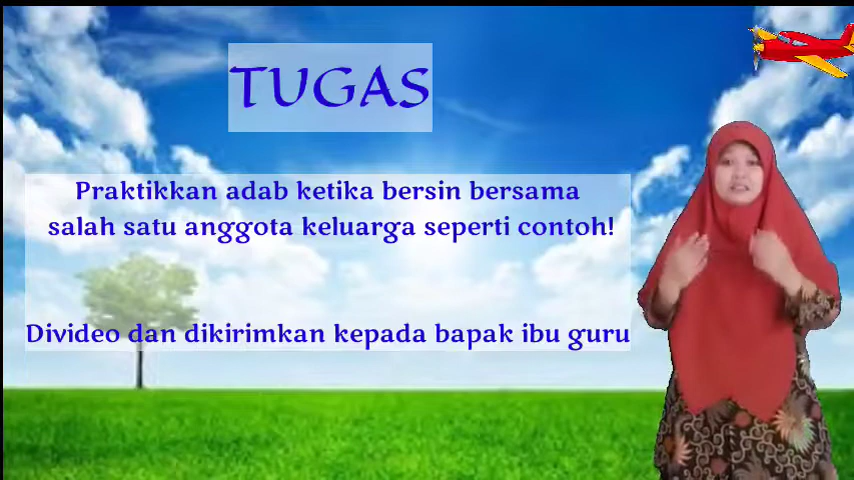 TUGAS
Praktikkan adab ketika bersin bersama
salah satu anggota keluarga seperti contoh!
Divideo dan dikirimkan kepada bapak ibu guru